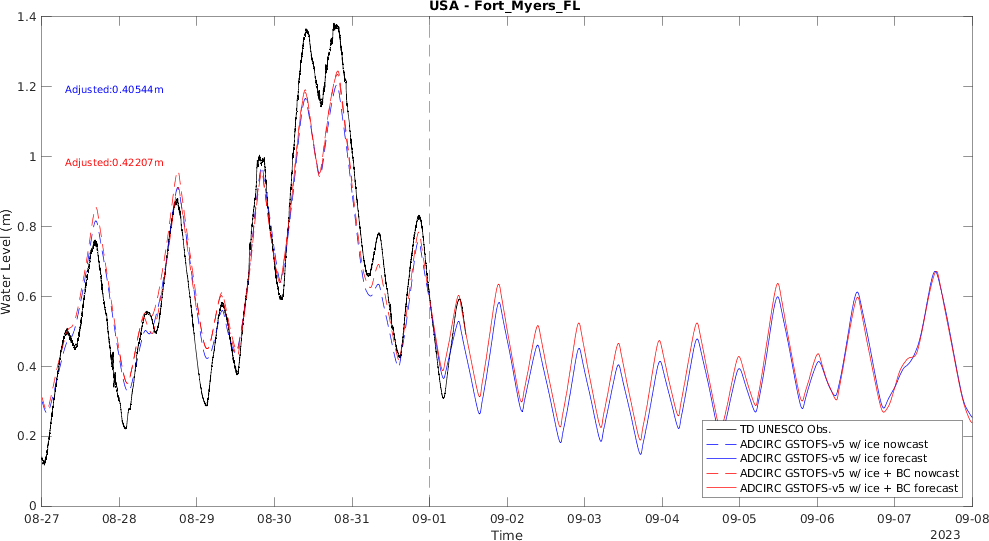 USA - Fort_Myers_FL
1.4
1.2
1
0.8
0.6
0.4
0.2
0
Water Level (m)
Adjusted:0.40544m
Adjusted:0.42207m
TD UNESCO Obs.
ADCIRC GSTOFS-v5 w/ ice nowcast
ADCIRC GSTOFS-v5 w/ ice forecast
ADCIRC GSTOFS-v5 w/ ice + BC nowcast
ADCIRC GSTOFS-v5 w/ ice + BC forecast
08-27 08-28 08-29 08-30 08-31 09-01 09-02 09-03 09-04 09-05 09-06 09-07 09-08
Time
2023